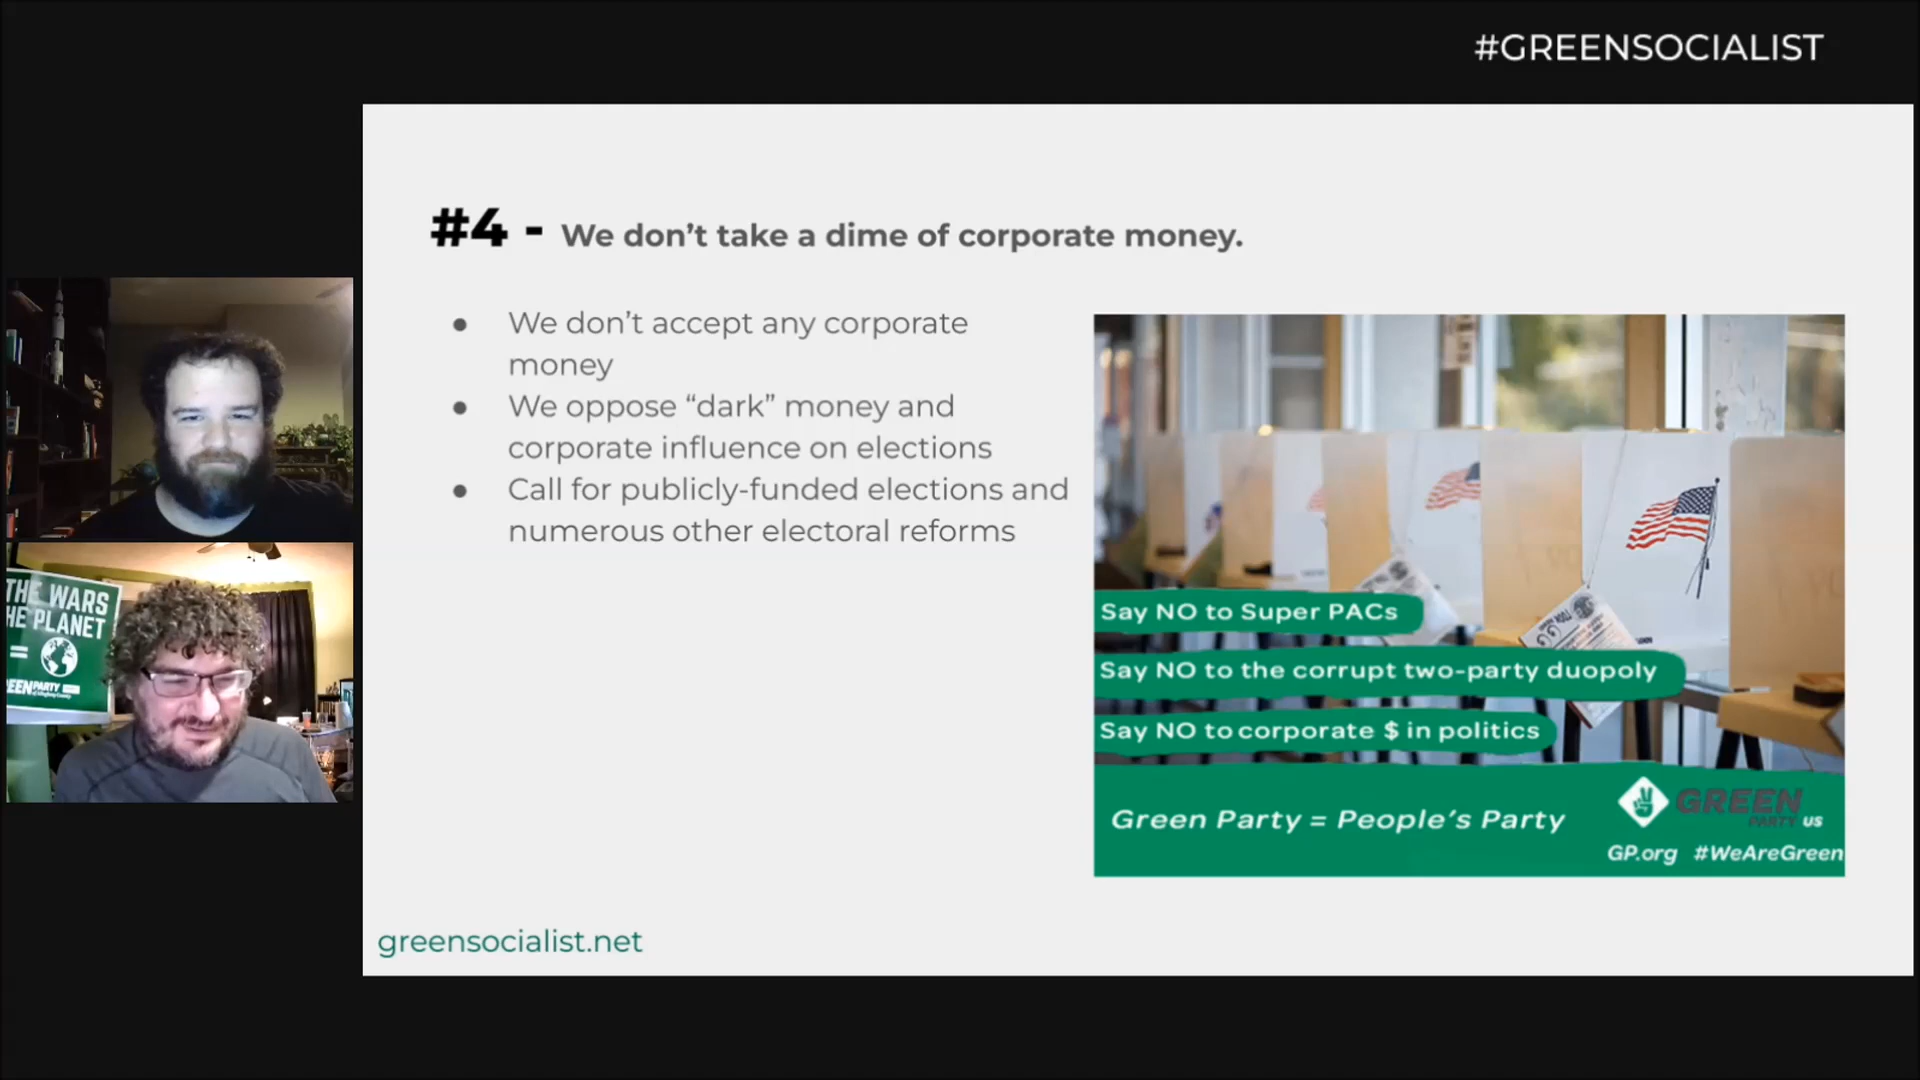 #GREENSOCIALIST
#4 - We don't take a dime of corporate money.
● We don't accept any corporate
money
● We oppose “dark” money and
corporate influence on elections
● Call for publicly-funded elections and
numerous other electoral reforms
Say NO to Super PACs
Say NO to the corrupt two-party duopoly
Say NO to corporate $ in politics
Green Party = People's Party
GREEN
PARTY US
GP.org #WeAreGreen
greensocialist.net
THE WARS
THE PLANET
=